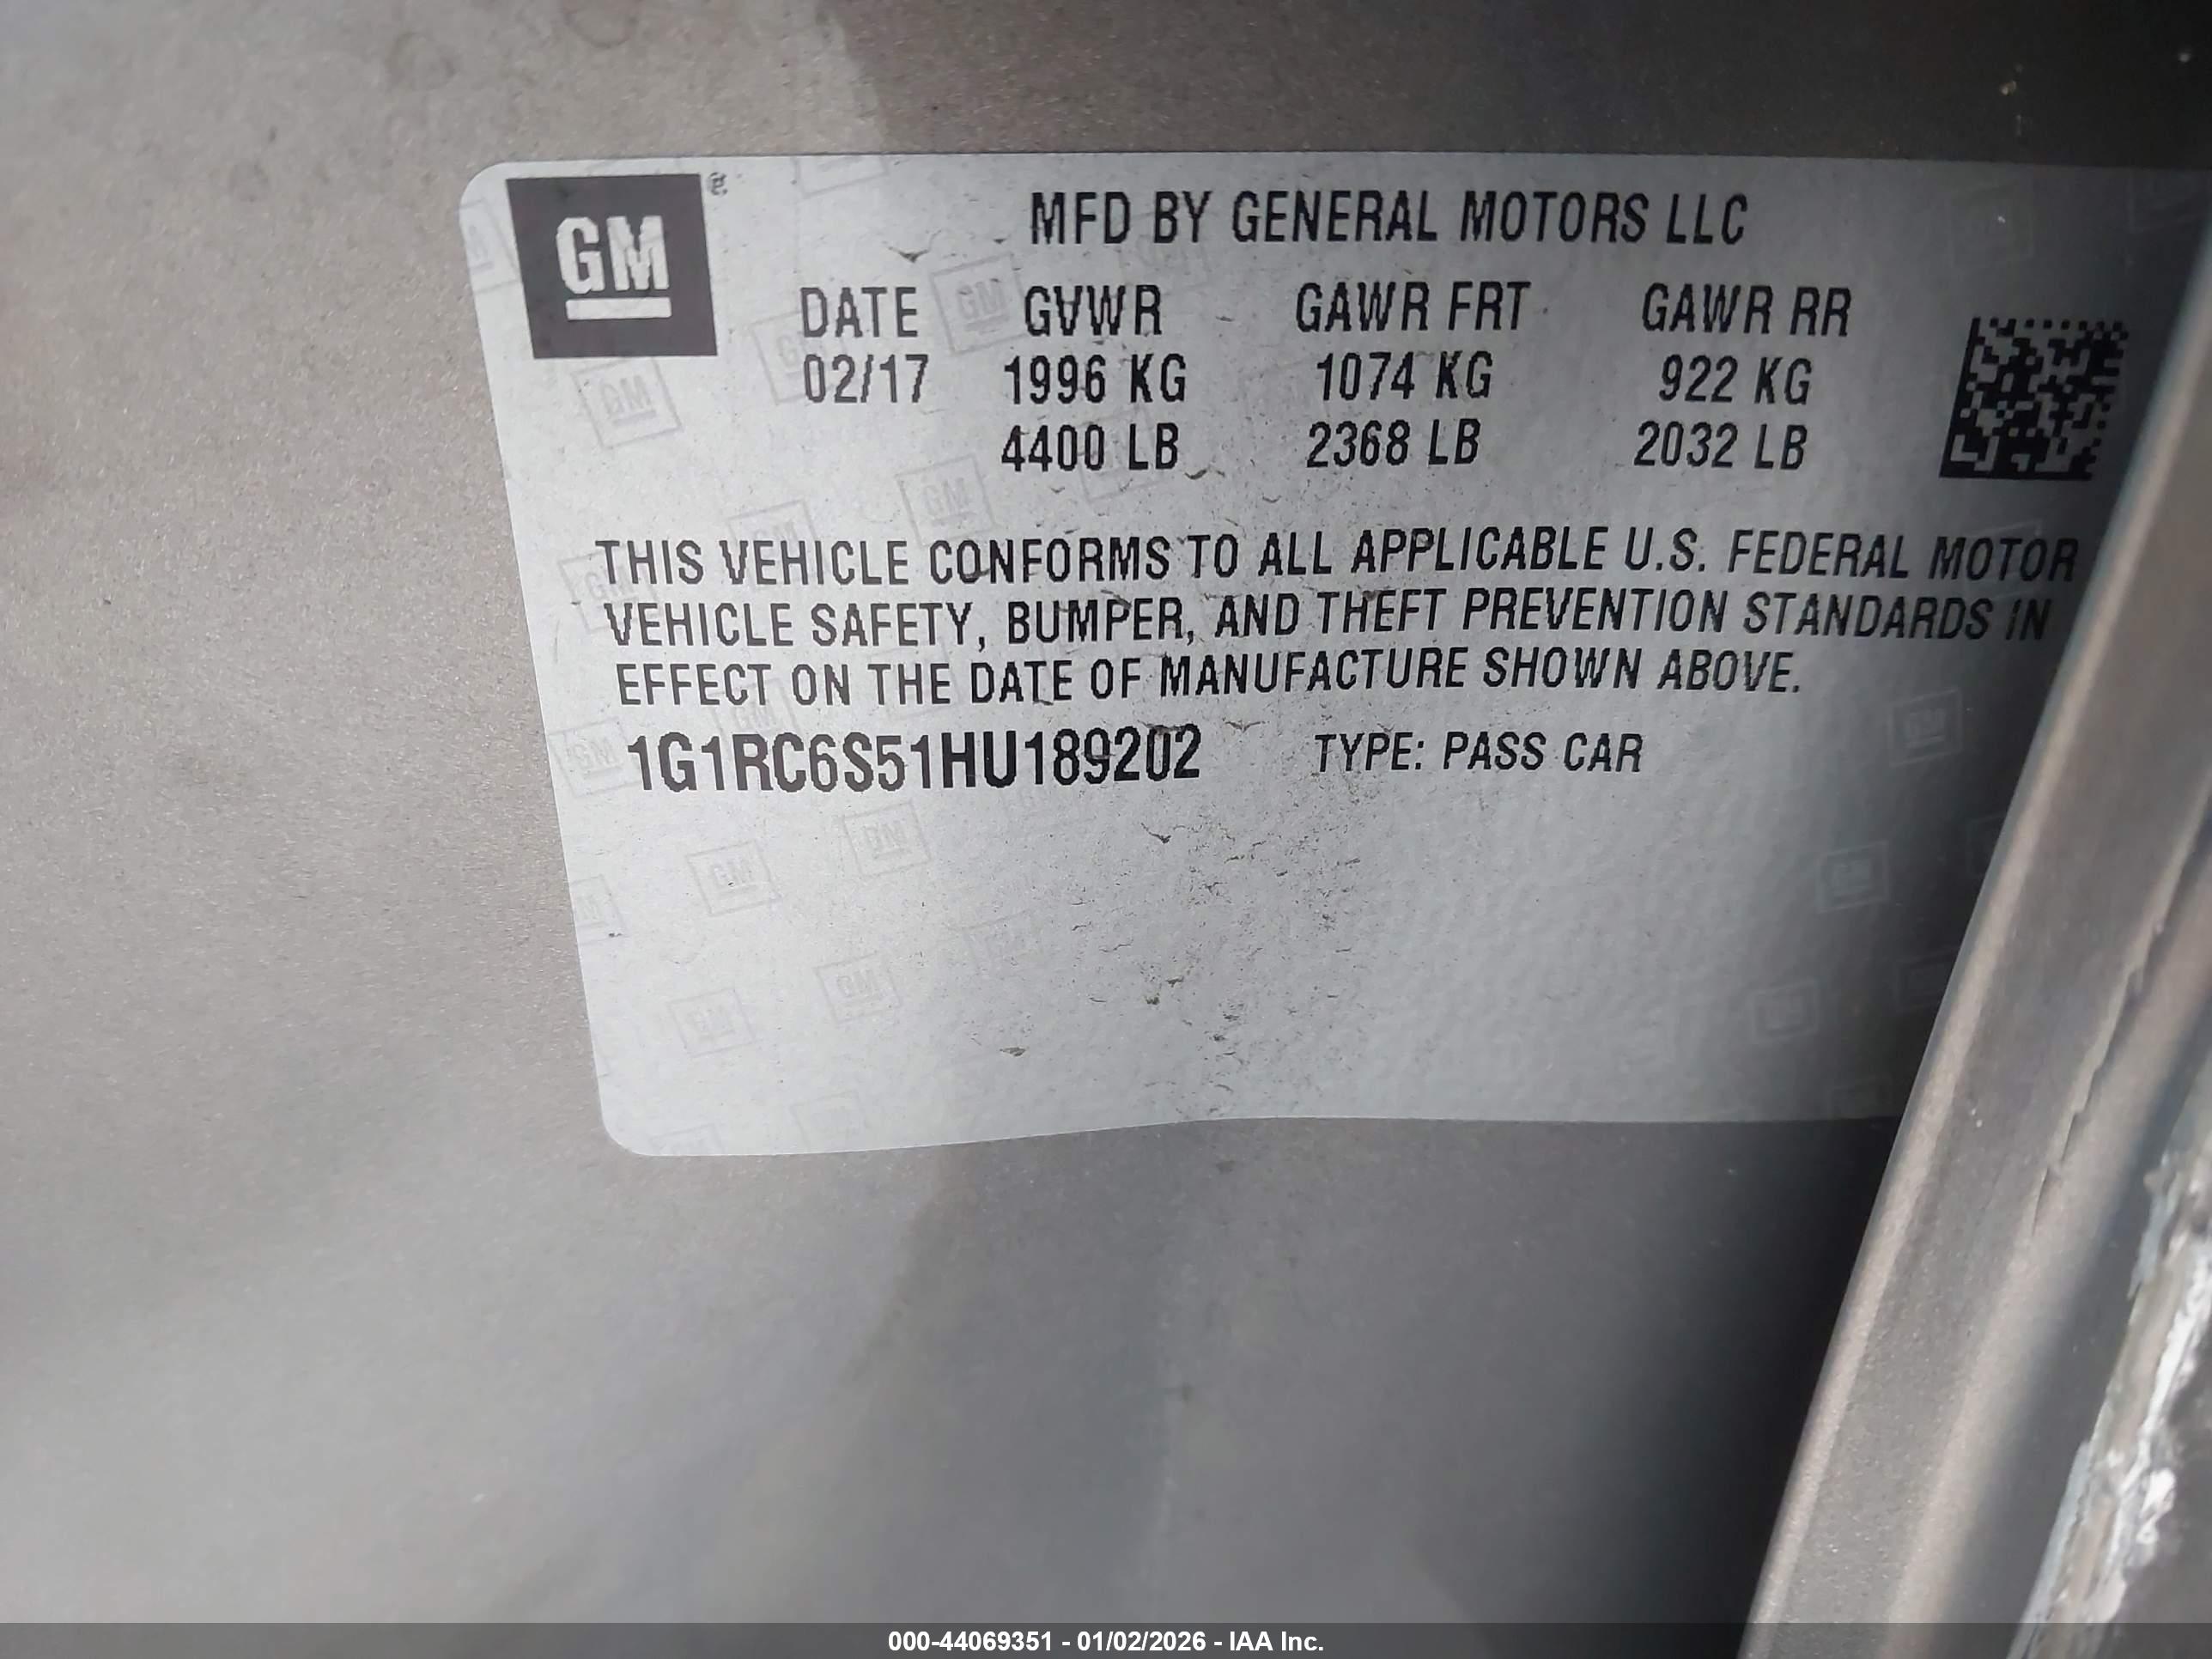 GM
MFD BY GENERAL MOTORS LLC
DATE GVWR GAWR FRT GAWR RR
02/17 1996 KG 1074 KG 922 KG
4400 LB 2368 LB 2032 LB
THIS VEHICLE CONFORMS TO ALL APPLICABLE U.S. FEDERAL MOTOR
VEHICLE SAFETY, BUMPER, AND THEFT PREVENTION STANDARDS IN
EFFECT ON THE DATE OF MANUFACTURE SHOWN ABOVE.
1G1RC6S51HU189202 TYPE: PASS CAR
000-44069351 - 01/02/2026 - IAA Inc.